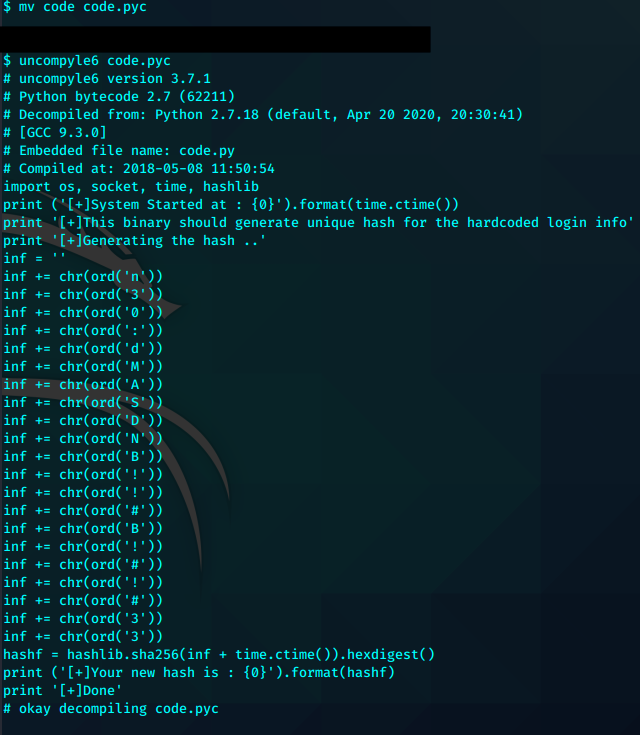 $ mv code code.pyc
$ uncompyle6 code.pyc
# uncompyle6 version 3.7.1
# Python bytecode 2.7 (62211)
# Decompiled from: Python 2.7.18 (default, Apr 20 2020, 20:30:41)
# [GCC 9.3.0]
# Embedded file name: code.py
# Compiled at: 2018-05-08 11:50:54
import os, socket, time, hashlib
print ('[+]System Started at : {0}').format(time.ctime())
print '[+]This binary should generate unique hash for the hardcoded login info'
print '[+]Generating the hash ..'
inf = ''
inf += chr(ord('n'))
inf += chr(ord('3'))
inf += chr(ord('0'))
inf += chr(ord(':'))
inf += chr(ord('d'))
inf += chr(ord('M'))
inf += chr(ord('A'))
inf += chr(ord('S'))
inf += chr(ord('D'))
inf += chr(ord('N'))
inf += chr(ord('B'))
inf += chr(ord('!'))
inf += chr(ord('!'))
inf += chr(ord('#'))
inf += chr(ord('B'))
inf += chr(ord('!'))
inf += chr(ord('#'))
inf += chr(ord('!'))
inf += chr(ord('#'))
inf += chr(ord('3'))
inf += chr(ord('3'))
hashf = hashlib.sha256(inf + time.ctime()).hexdigest()
print ('[+]Your new hash is : {0}').format(hashf)
print '[+]Done'
# okay decompiling code.pyc